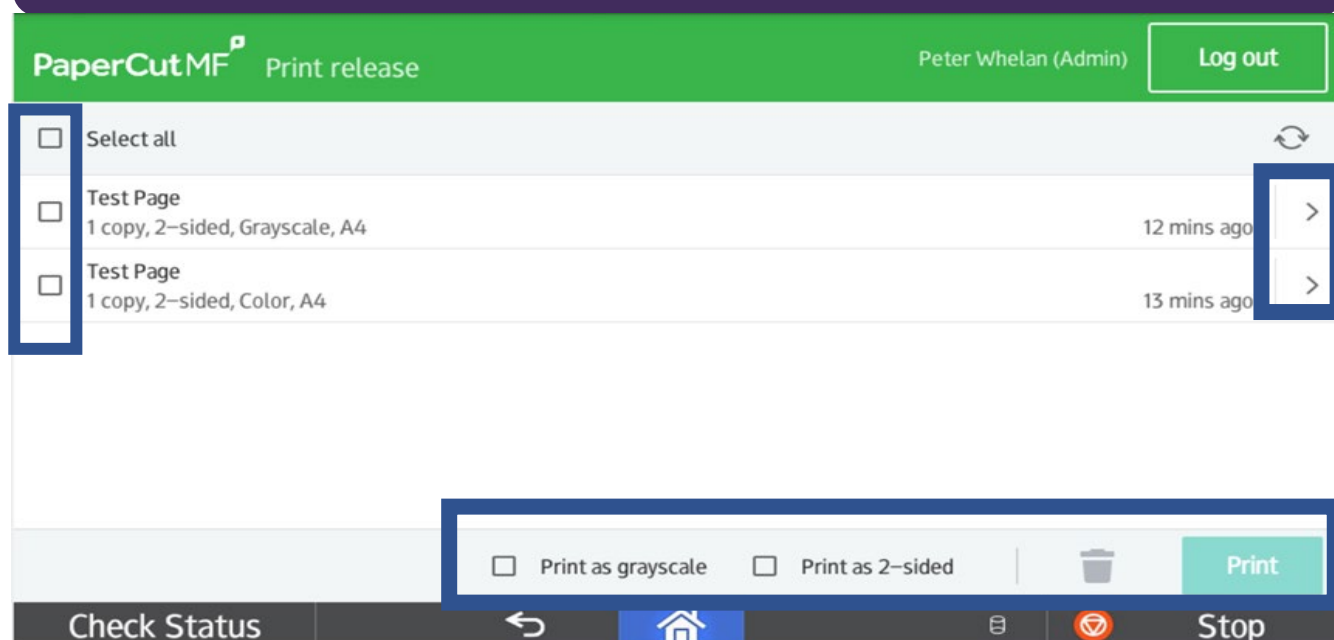 PaperCutMF Print release
Peter Whelan (Admin)
Log out
Select all
Test Page
1 copy, 2-sided, Grayscale, A4
12 mins ago
Test Page
1 copy, 2-sided, Color, A4
13 mins ago
Print as grayscale
Print as 2-sided
Print
Check Status
Stop